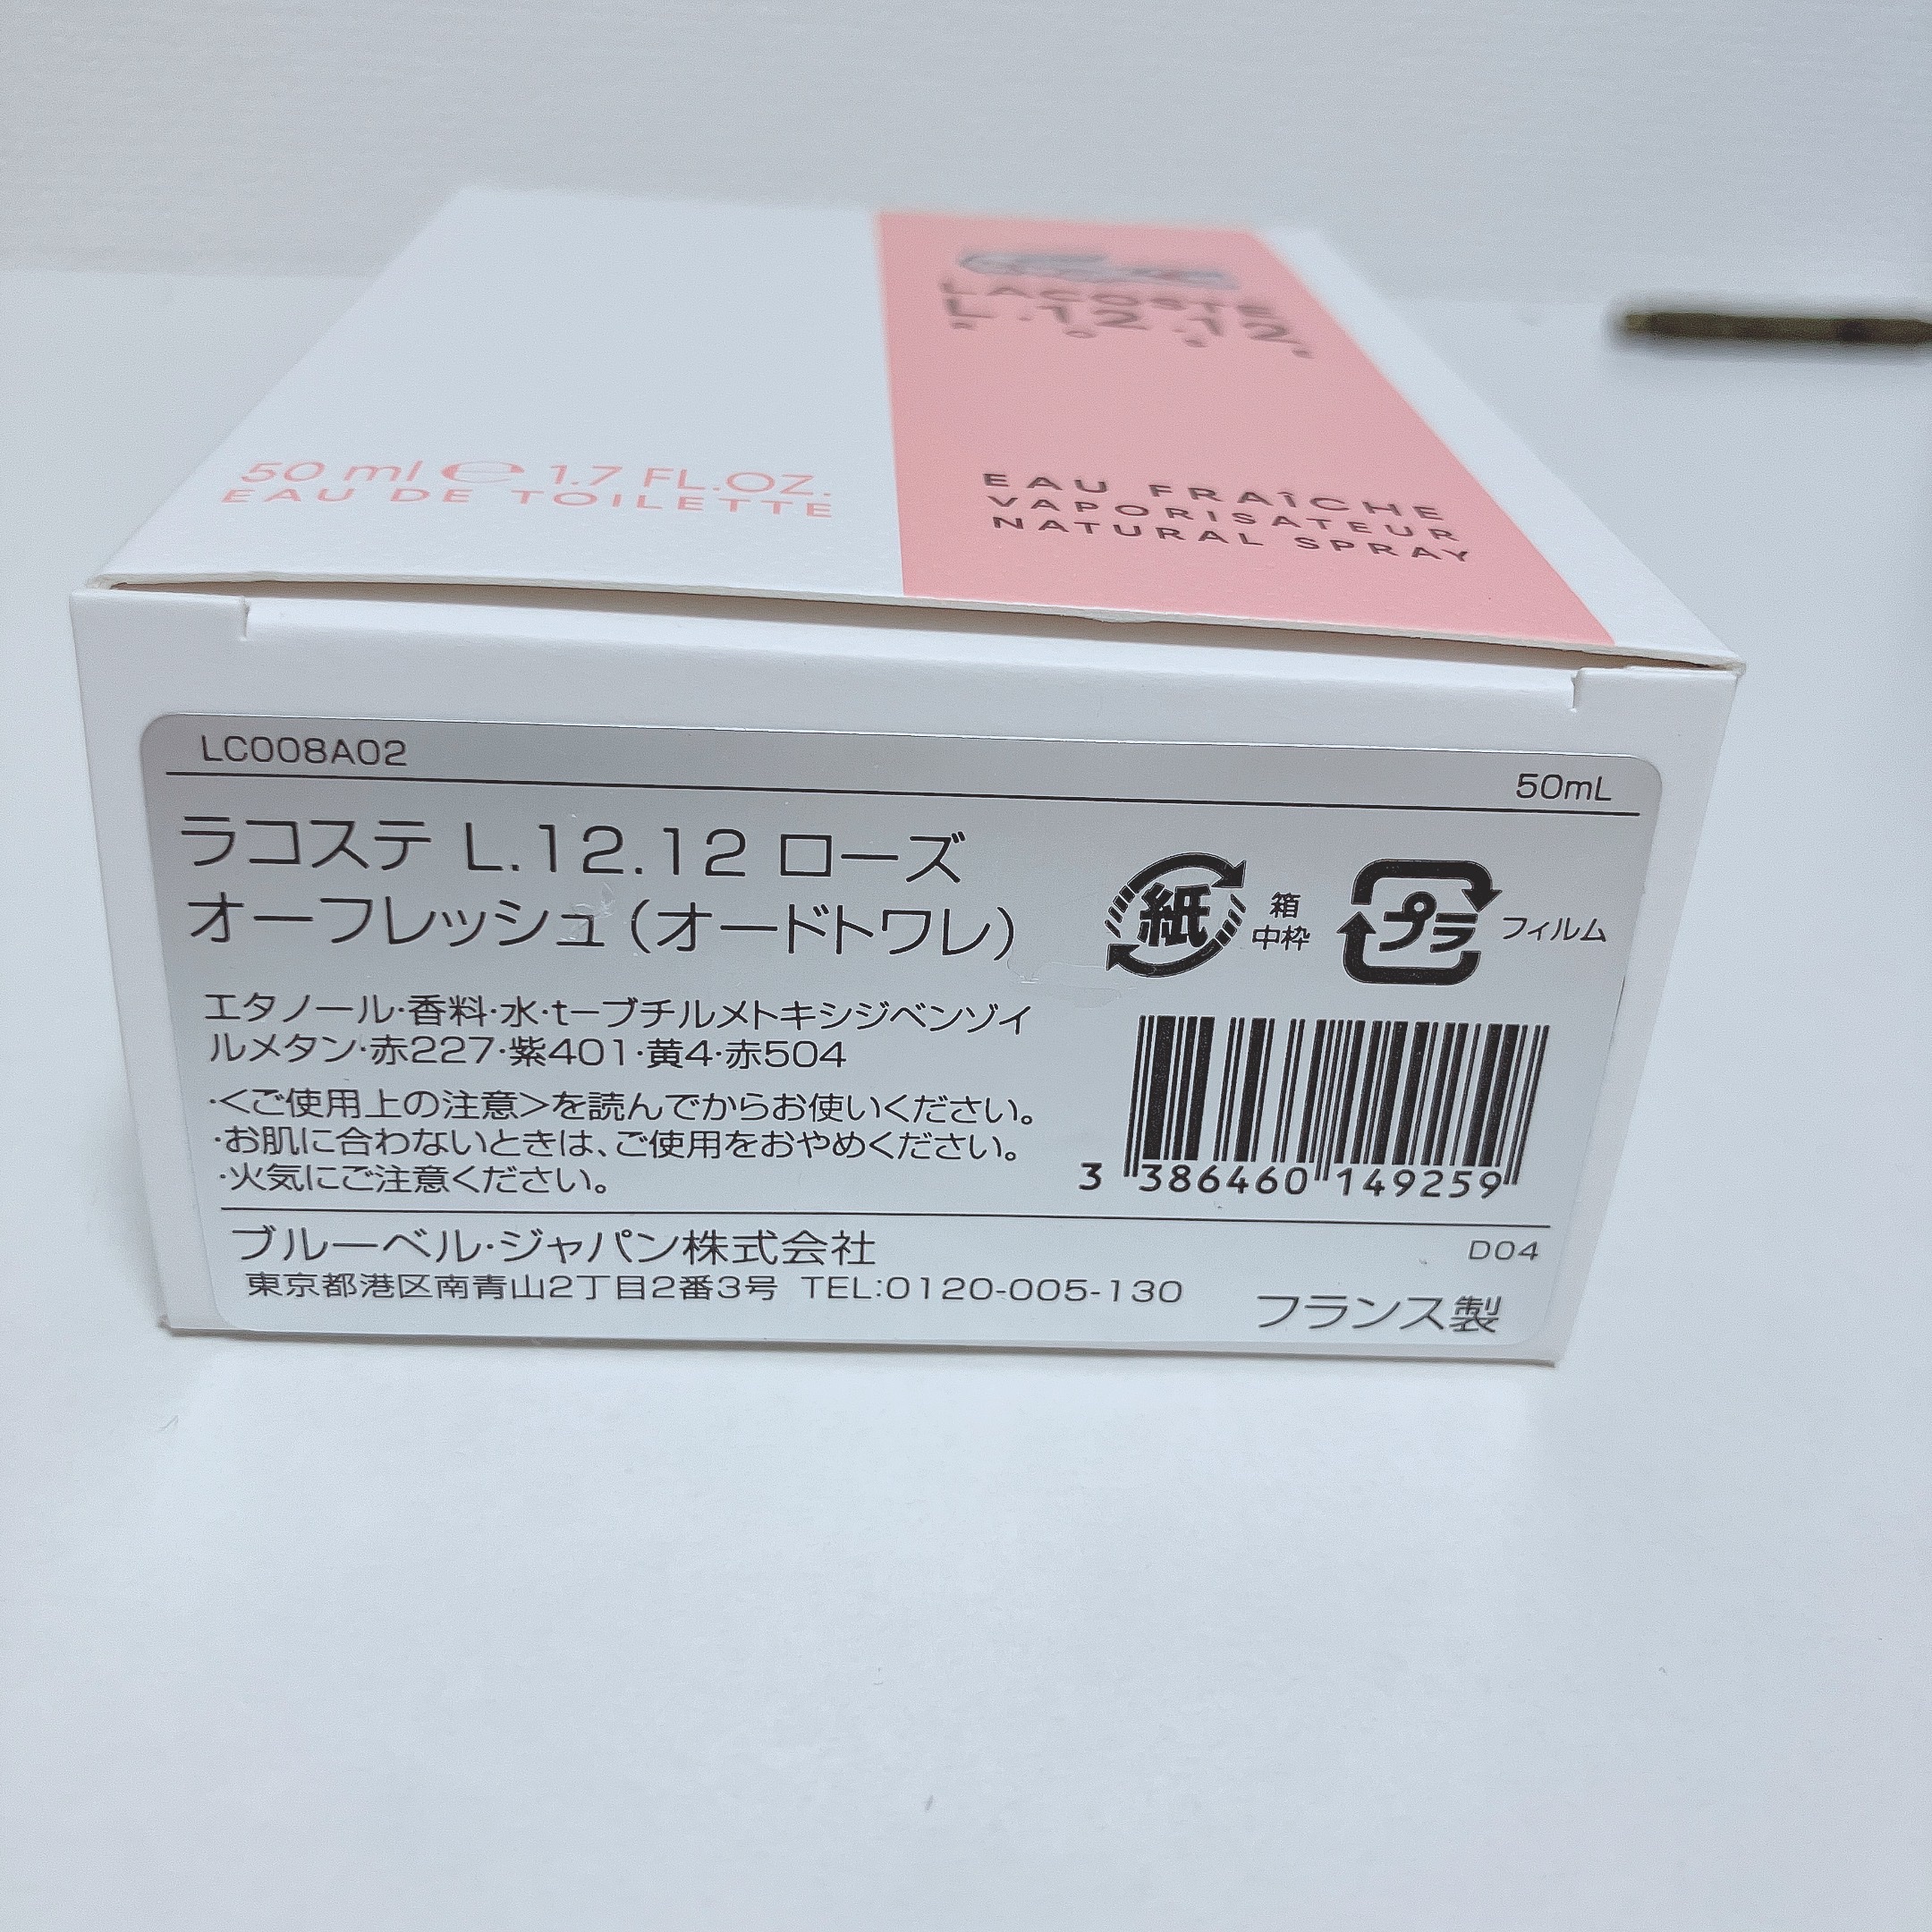 LACOSTE
L.12.12.
R O S E
50 ml ℮ 1.7 FL.OZ.
EAU DE TOILETTE
EAU FRAÎCHE
VAPORISATEUR
NATURAL SPRAY
LC008A02
50mL
ラコステ L.12.12 ローズ
オーフレッシュ(オードトワレ)
紙
箱
中枠
プラ
フィルム
エタノール・香料・水・t−ブチルメトキシジベンゾイ
ルメタン・赤227・紫401・黄4・赤504
・<ご使用上の注意>を読んでからお使いください。
・お肌に合わないときは、ご使用をおやめください。
・火気にご注意ください。
3 386460 149259
ブルーベル・ジャパン株式会社
D04
東京都港区南青山2丁目2番3号 TEL:0120-005-130
フランス製